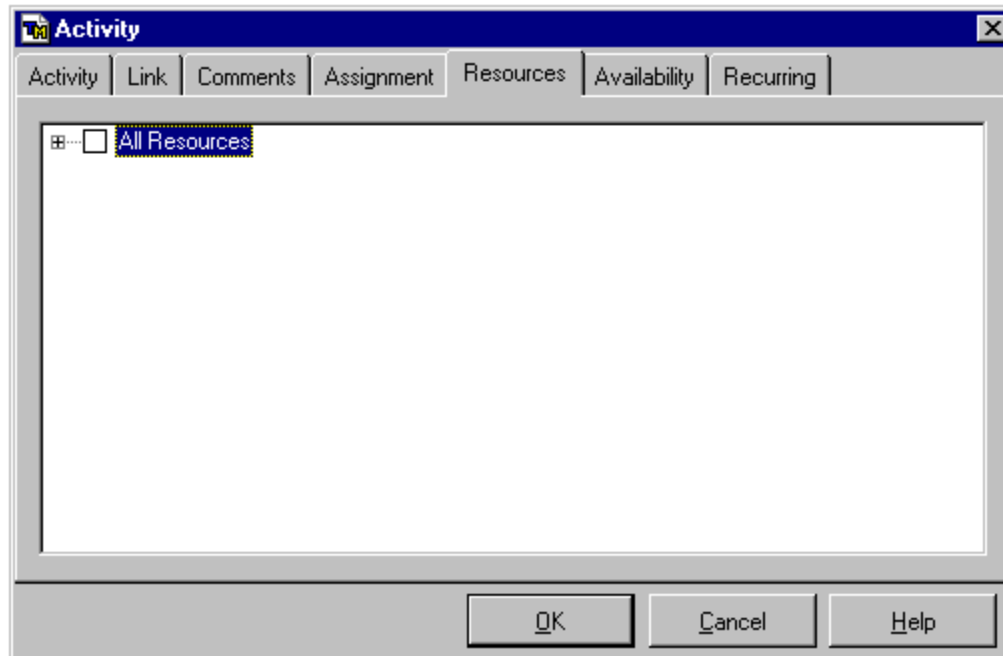 Activity
Activity Link Comments Assignment Resources Availability Recurring
All Resources
OK Cancel Help